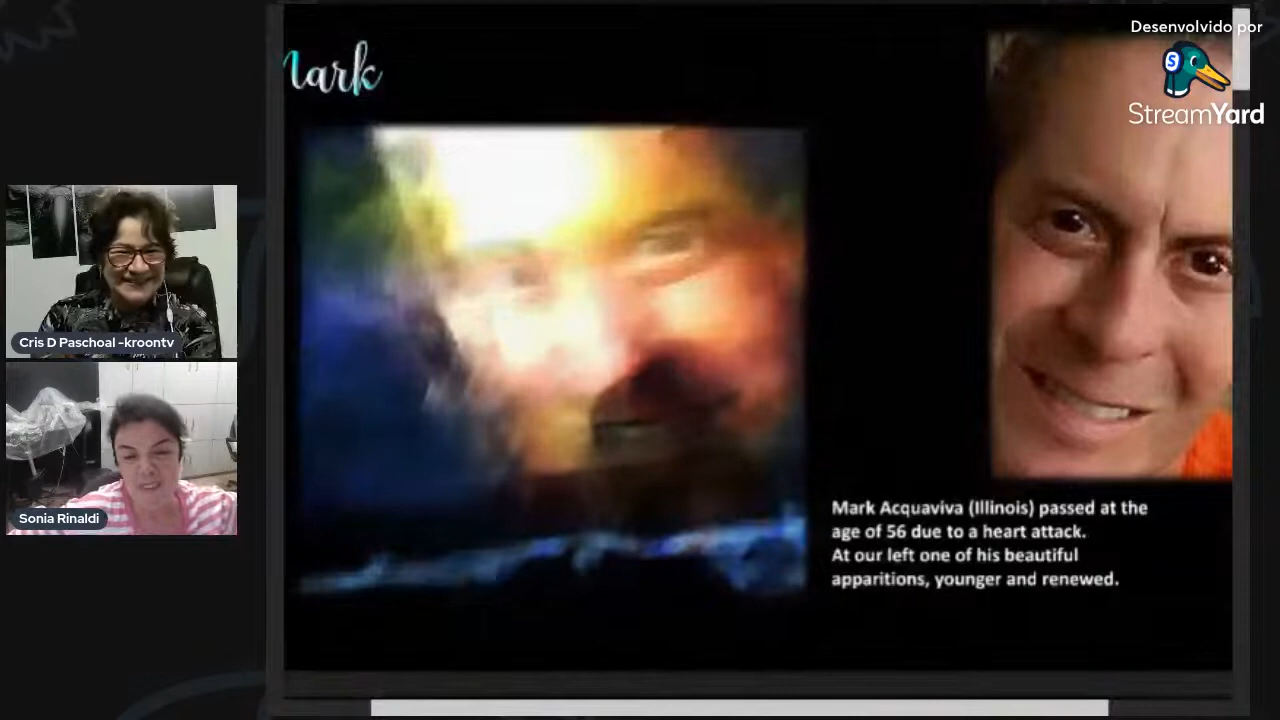 Desenvolvido por
StreamYard
Mark
Cris D Paschoal -kroontv
Sonia Rinaldi
Mark Acquaviva (Illinois) passed at the
age of 56 due to a heart attack.
At our left one of his beautiful
apparitions, younger and renewed.